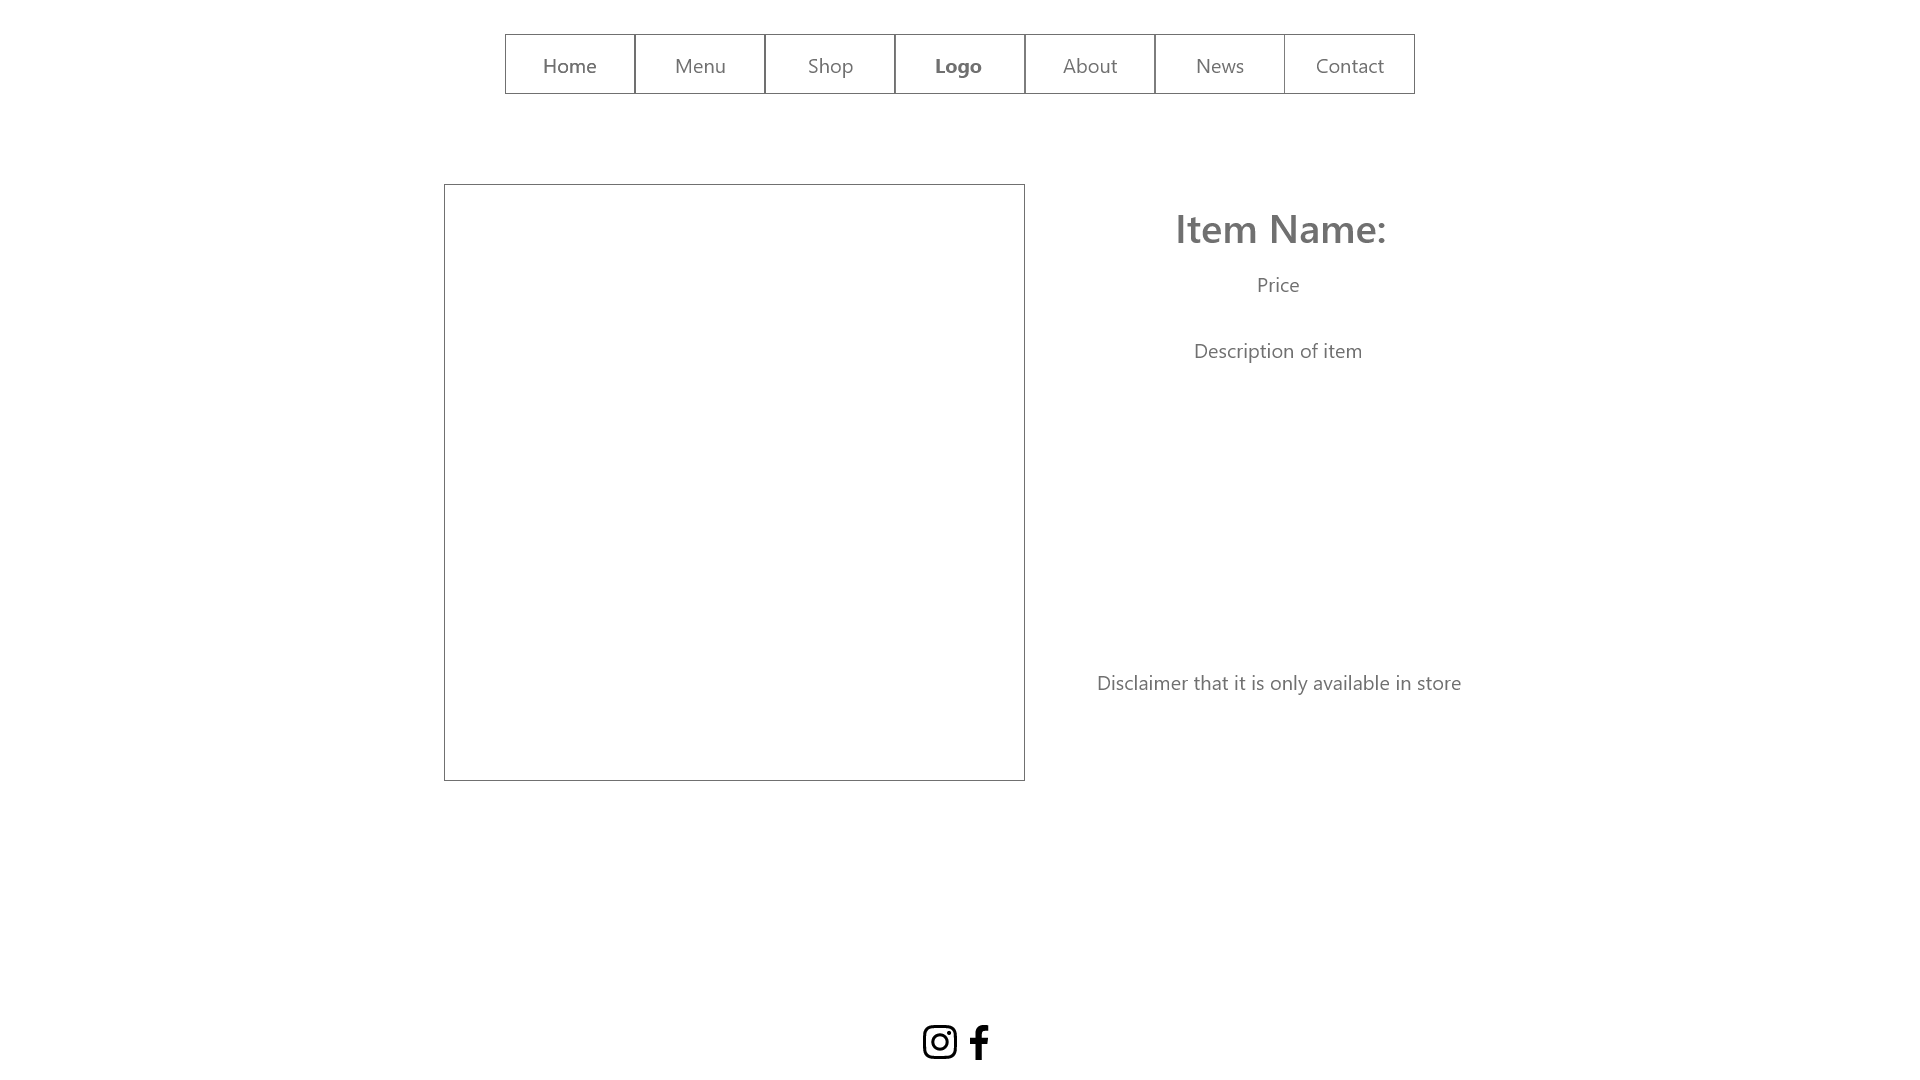 Home Menu Shop Logo About News Contact
Item Name:
Price
Description of item
Disclaimer that it is only available in store